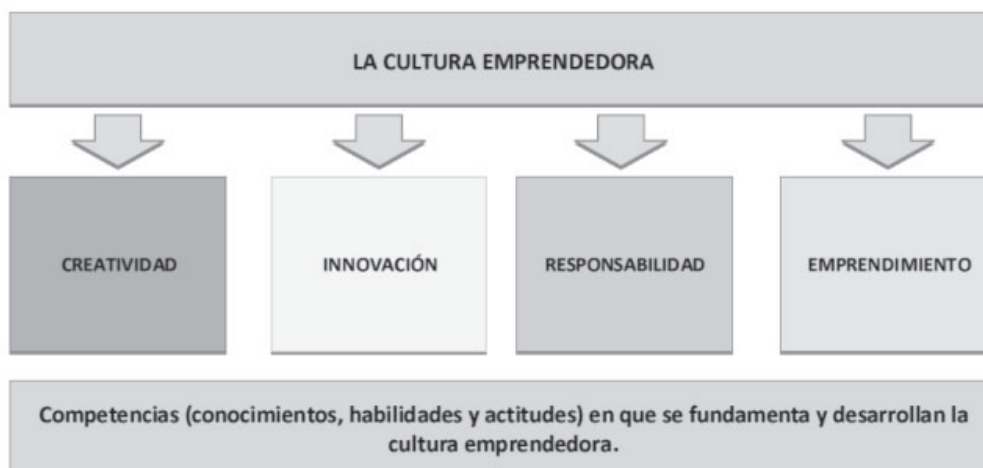 LA CULTURA EMPRENDEDORA
CREATIVIDAD
INNOVACIÓN
RESPONSABILIDAD
EMPRENDIMIENTO
Competencias (conocimientos, habilidades y actitudes) en que se fundamenta y desarrollan la
cultura emprendedora.